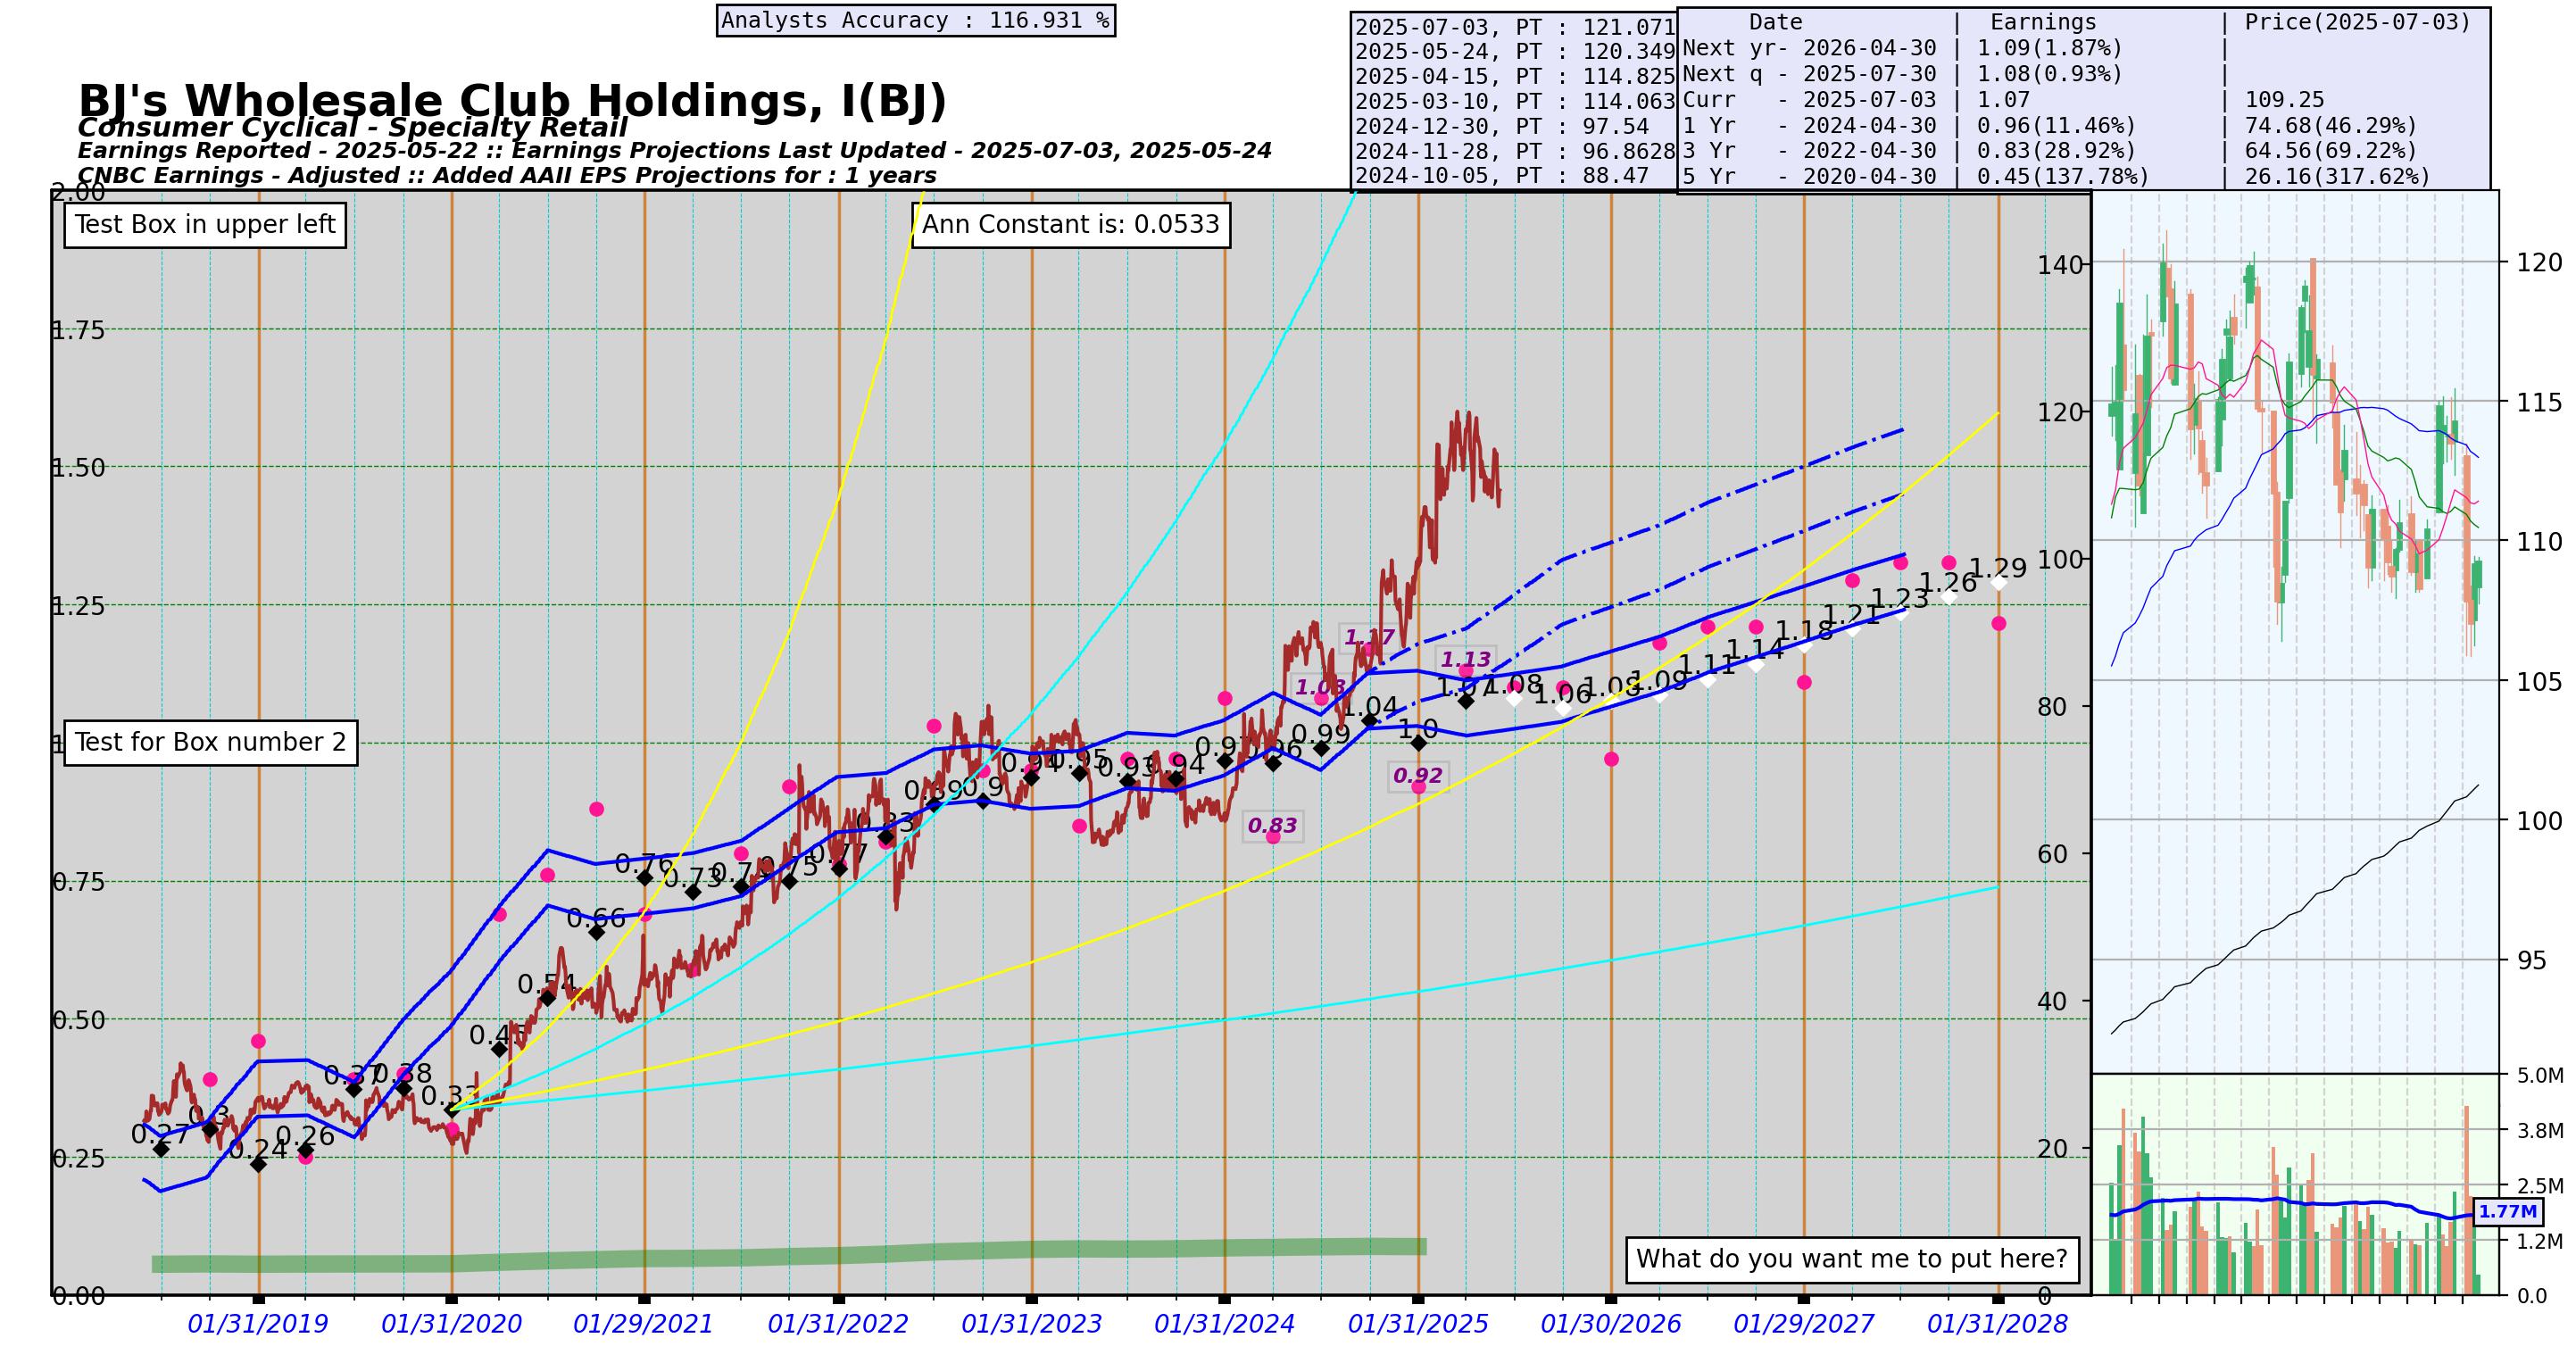 Analysts Accuracy : 116.931 %
2025-07-03, PT : 121.071
2025-05-24, PT : 120.349
2025-04-15, PT : 114.825
2025-03-10, PT : 114.063
2024-12-30, PT : 97.54
2024-11-28, PT : 96.8628
2024-10-05, PT : 88.47
Date | Earnings | Price(2025-07-03)
Next yr- 2026-04-30 | 1.09(1.87%) |
Next q - 2025-07-30 | 1.08(0.93%) |
Curr - 2025-07-03 | 1.07 | 109.25
1 Yr - 2024-04-30 | 0.96(11.46%) | 74.68(46.29%)
3 Yr - 2022-04-30 | 0.83(28.92%) | 64.56(69.22%)
5 Yr - 2020-04-30 | 0.45(137.78%) | 26.16(317.62%)
BJ's Wholesale Club Holdings, I(BJ)
Consumer Cyclical - Specialty Retail
Earnings Reported - 2025-05-22 :: Earnings Projections Last Updated - 2025-07-03, 2025-05-24
CNBC Earnings - Adjusted :: Added AAII EPS Projections for : 1 years
2.00
1.75
1.50
1.25
1
0.75
0.50
0.25
0.00
Test Box in upper left
Ann Constant is: 0.0533
Test for Box number 2
What do you want me to put here?
0.27
0.3
0.24
0.26
0.37
0.38
0.33
0.45
0.54
0.66
0.76
0.73
0.75
0.77
0.83
0.89
0.9
0.94
0.95
0.93
0.94
0.97
0.96
0.99
1.04
1.0
1.07
1.08
1.06
1.08
1.09
1.11
1.14
1.18
1.21
1.23
1.26
1.29
0.83
1.08
1.17
0.92
1.13
140
120
100
80
60
40
20
0
120
115
110
105
100
95
5.0M
3.8M
2.5M
1.77M
1.2M
0.0
01/31/2019
01/31/2020
01/29/2021
01/31/2022
01/31/2023
01/31/2024
01/31/2025
01/30/2026
01/29/2027
01/31/2028